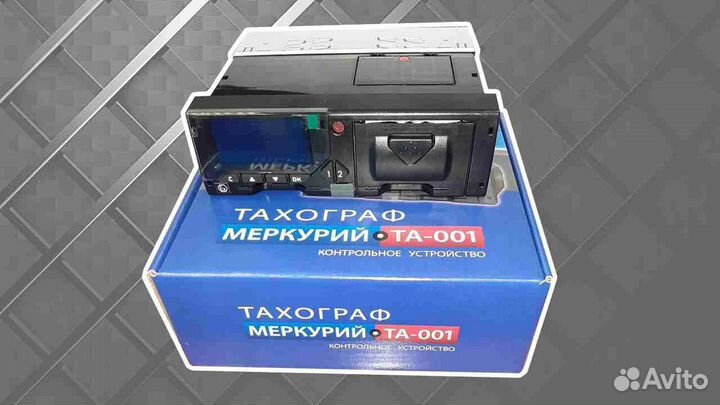 C
OK
1
2
ТАХОГРАФ
МЕРКУРИЙ ТА-001
КОНТРОЛЬНОЕ УСТРОЙСТВО
ТАХОГРАФ
МЕРКУРИЙ ТА-001
КОНТРОЛЬНОЕ УСТРОЙСТВО
Avito